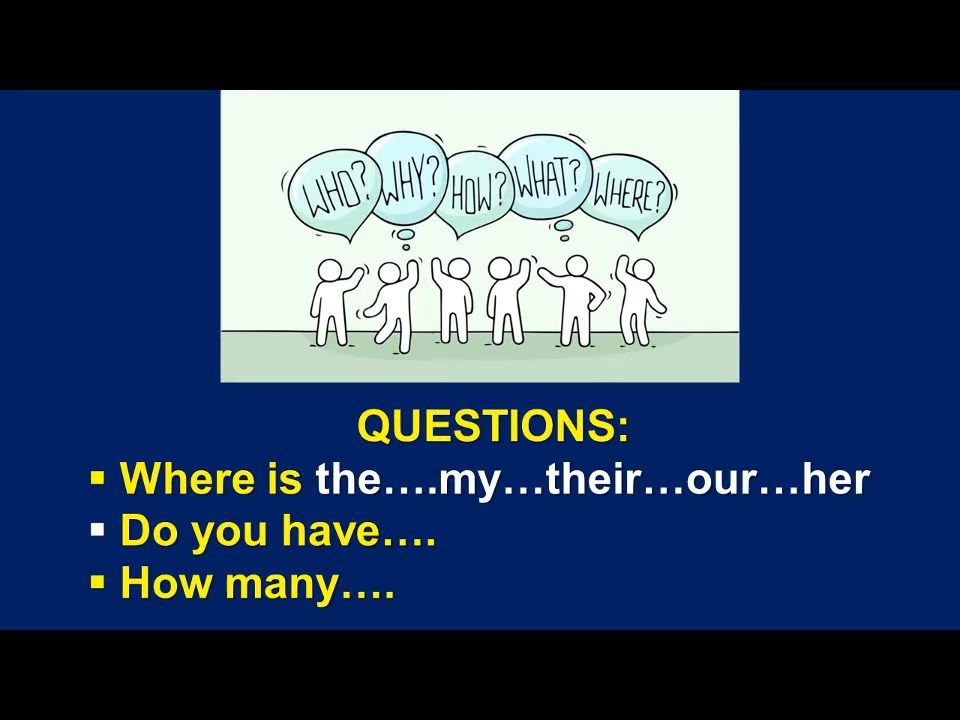 WHO? WHY? HOW? WHAT? WHERE?
QUESTIONS:
▪ Where is the….my…their…our…her
▪ Do you have….
▪ How many….